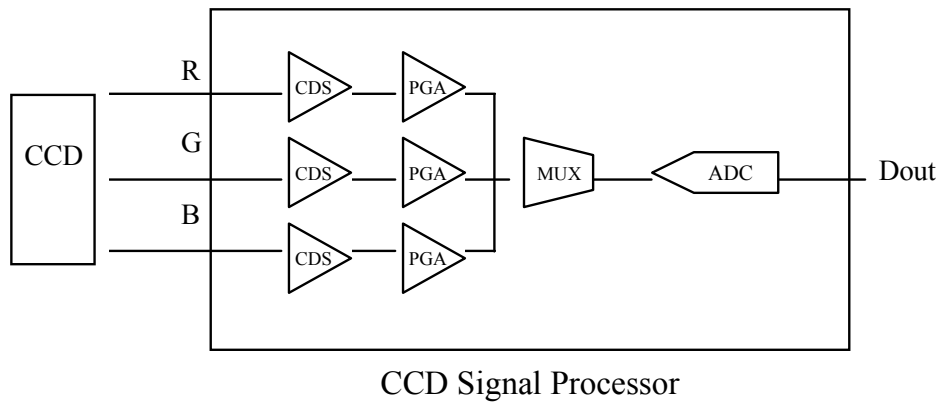 R
CDS PGA
CCD
G
CDS PGA MUX ADC Dout
B
CDS PGA
CCD Signal Processor